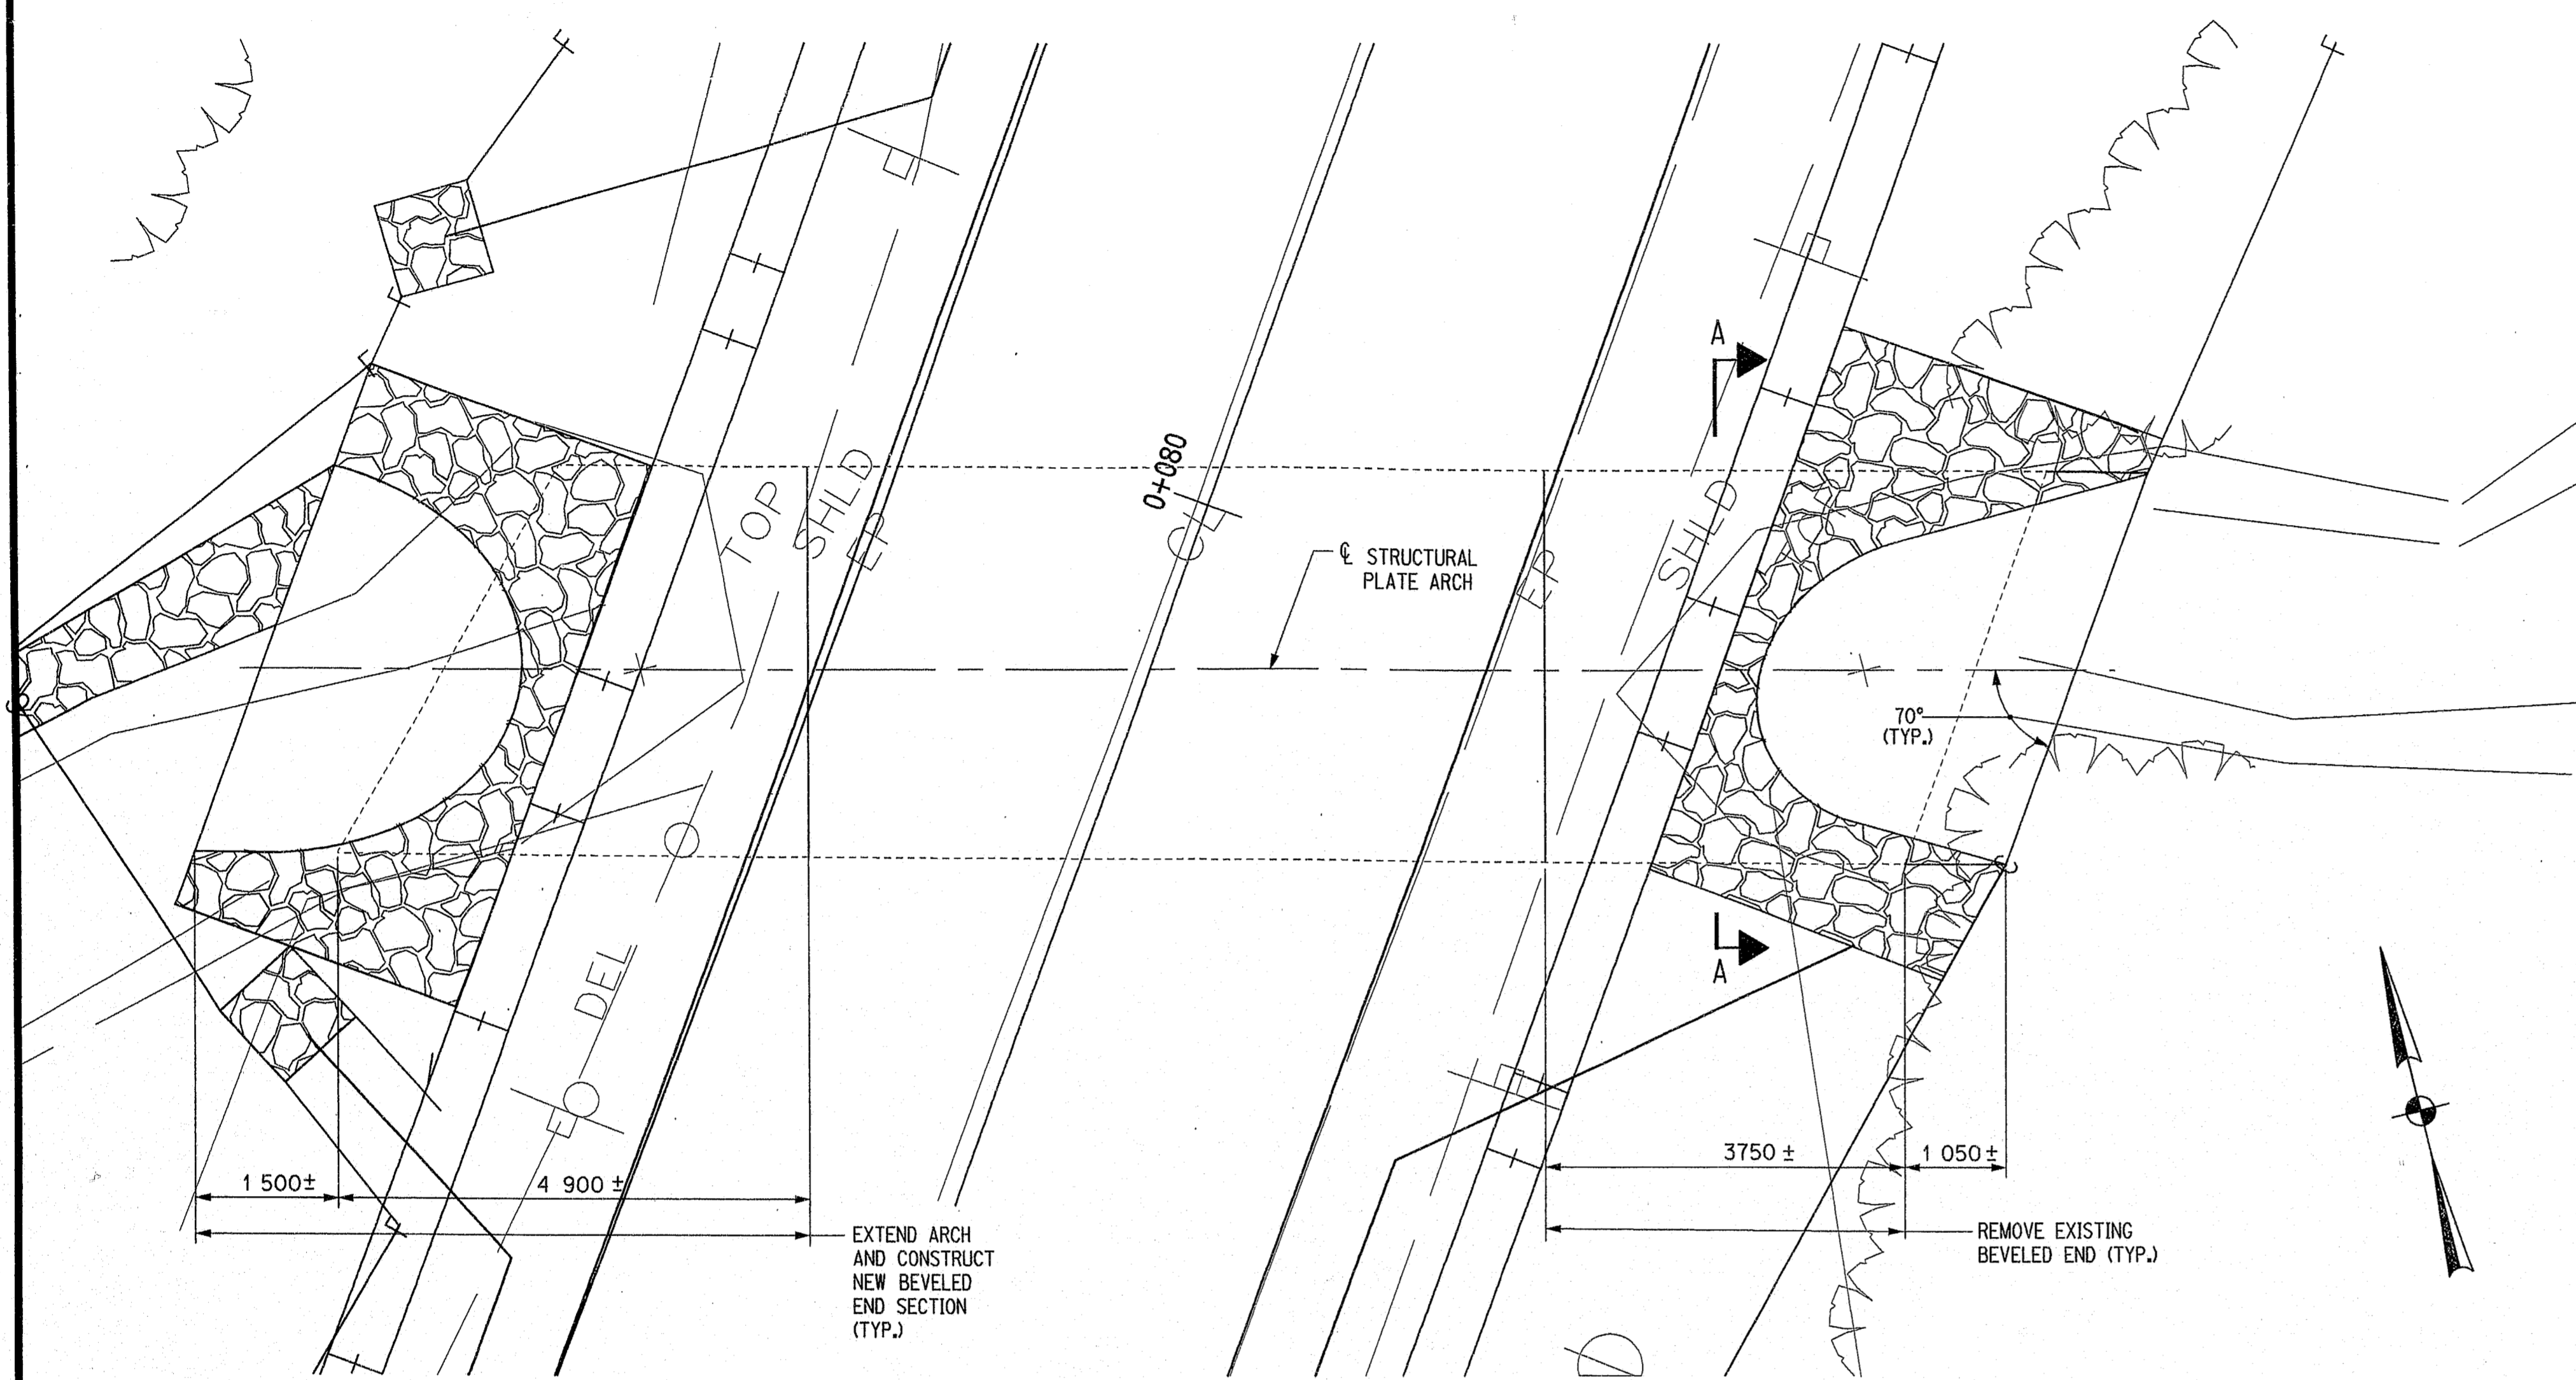 A
0+080
TOP
SHLD
EP
℄ STRUCTURAL
PLATE ARCH
EP
SHLD
70°
(TYP.)
DEL
A
1 500±
4 900 ±
3750 ±
1 050±
EXTEND ARCH
AND CONSTRUCT
NEW BEVELED
END SECTION
(TYP.)
REMOVE EXISTING
BEVELED END (TYP.)